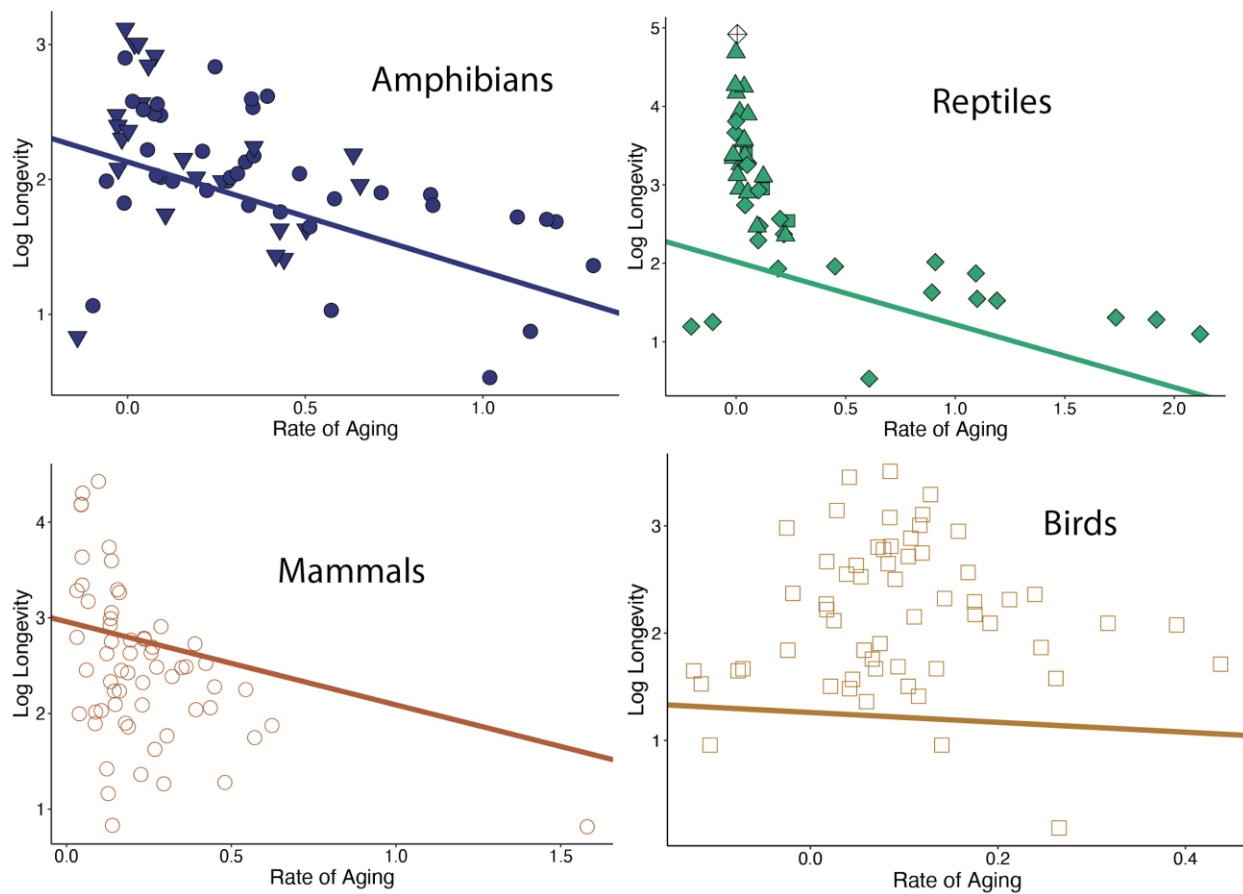 Amphibians
Log Longevity
3
2
1
0.0 0.5 1.0
Rate of Aging
Reptiles
Log Longevity
5
4
3
2
1
0.0 0.5 1.0 1.5 2.0
Rate of Aging
Mammals
Log Longevity
4
3
2
1
0.0 0.5 1.0 1.5
Rate of Aging
Birds
Log Longevity
3
2
1
0.0 0.2 0.4
Rate of Aging